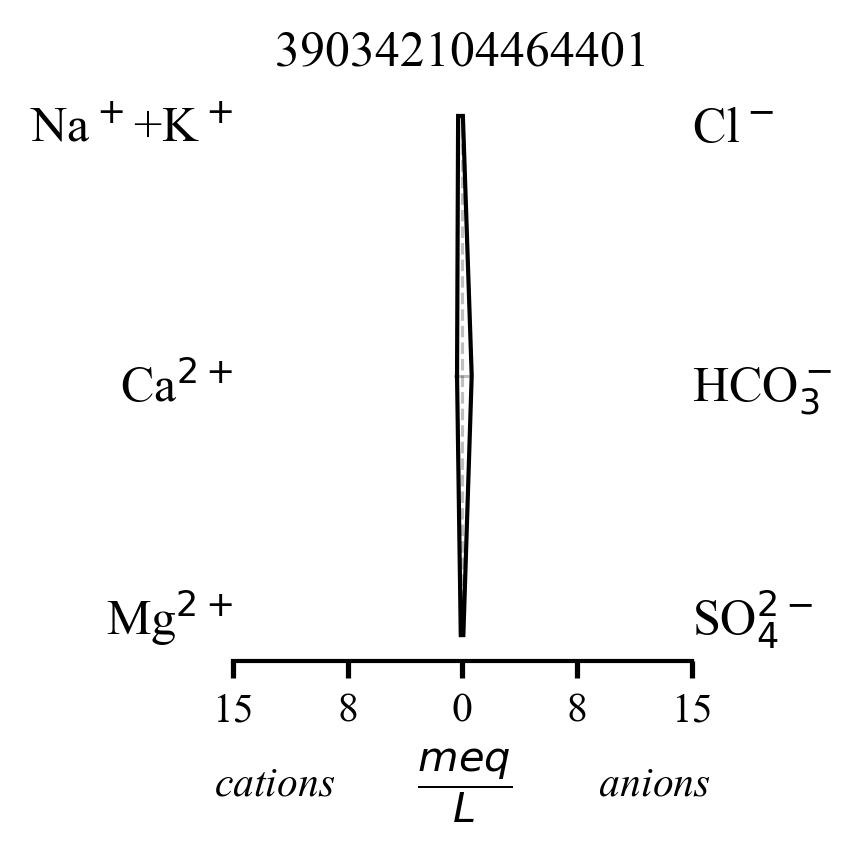 390342104464401
Na⁺+K⁺ Cl⁻
Ca²⁺ HCO₃⁻
Mg²⁺ SO₄²⁻
15 8 0 8 15
cations meq/L anions